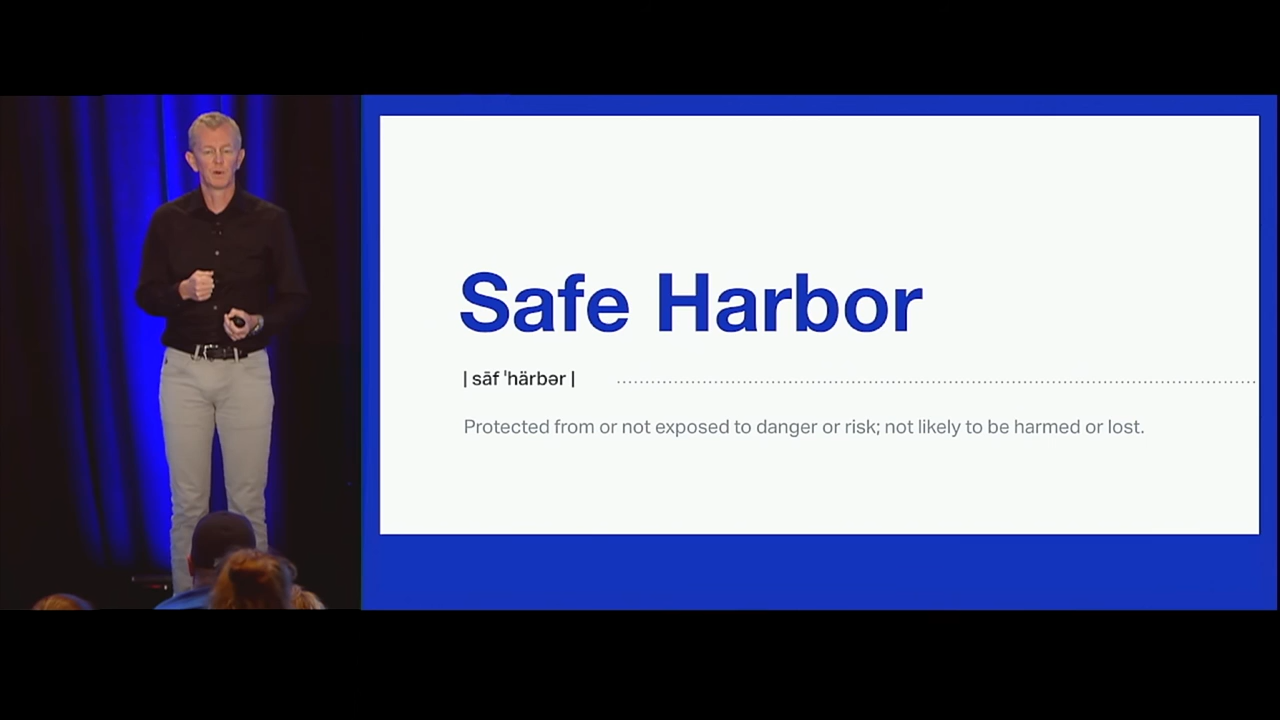 Safe Harbor
| sāf ˈhärbər |
Protected from or not exposed to danger or risk; not likely to be harmed or lost.